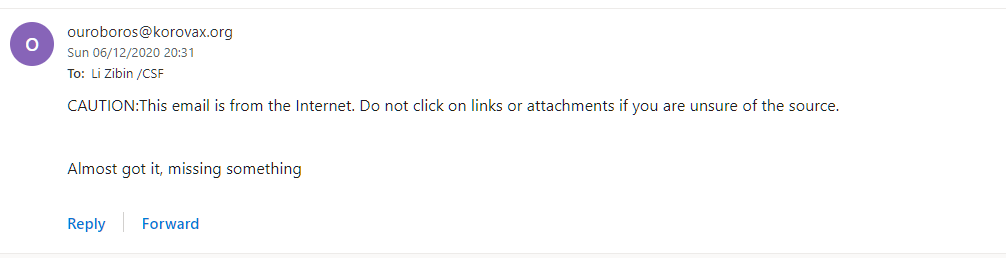 O
ouroboros@korovax.org
Sun 06/12/2020 20:31
To: Li Zibin /CSF
CAUTION:This email is from the Internet. Do not click on links or attachments if you are unsure of the source.
Almost got it, missing something
Reply Forward